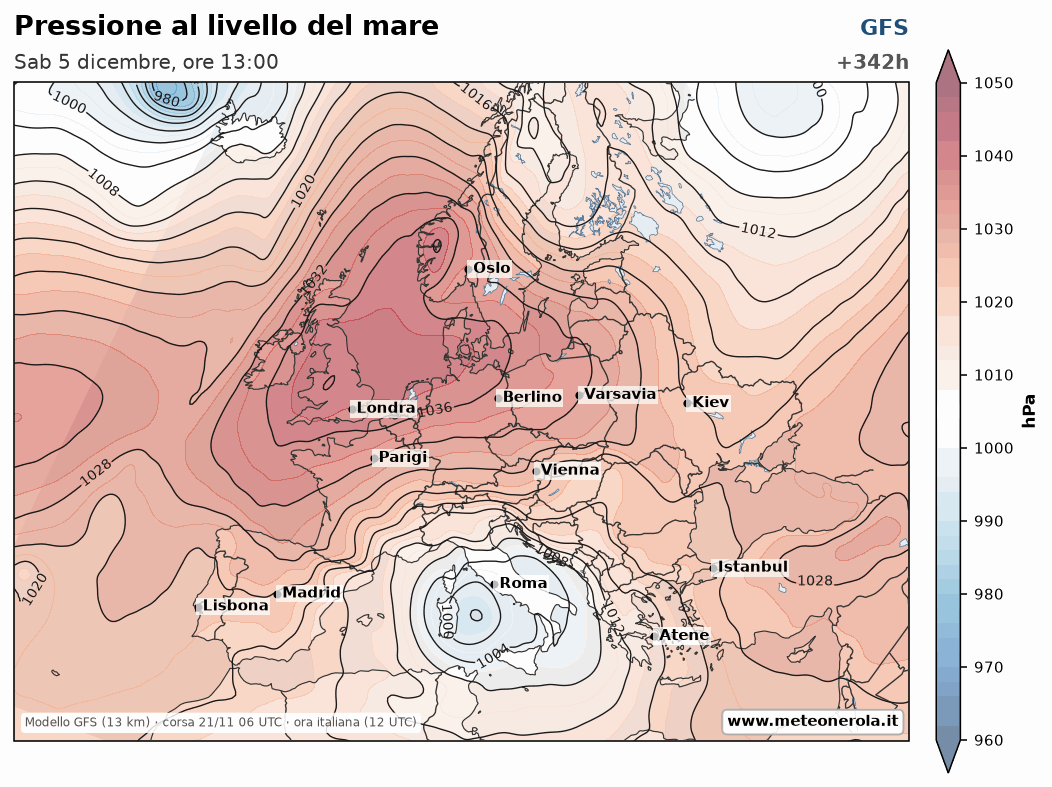 Pressione al livello del mare
GFS
Sab 5 dicembre, ore 13:00
+342h
1000
980
1016
1008
1020
1012
1032
Oslo
Londra
1036
Berlino
Varsavia
Kiev
Parigi
Vienna
1028
1020
Lisbona
Madrid
Roma
1004
Istanbul
1028
Atene
Modello GFS (13 km) · corsa 21/11 06 UTC · ora italiana (12 UTC)
www.meteonerola.it
1050
1040
1030
1020
1010
1000
990
980
970
960
hPa